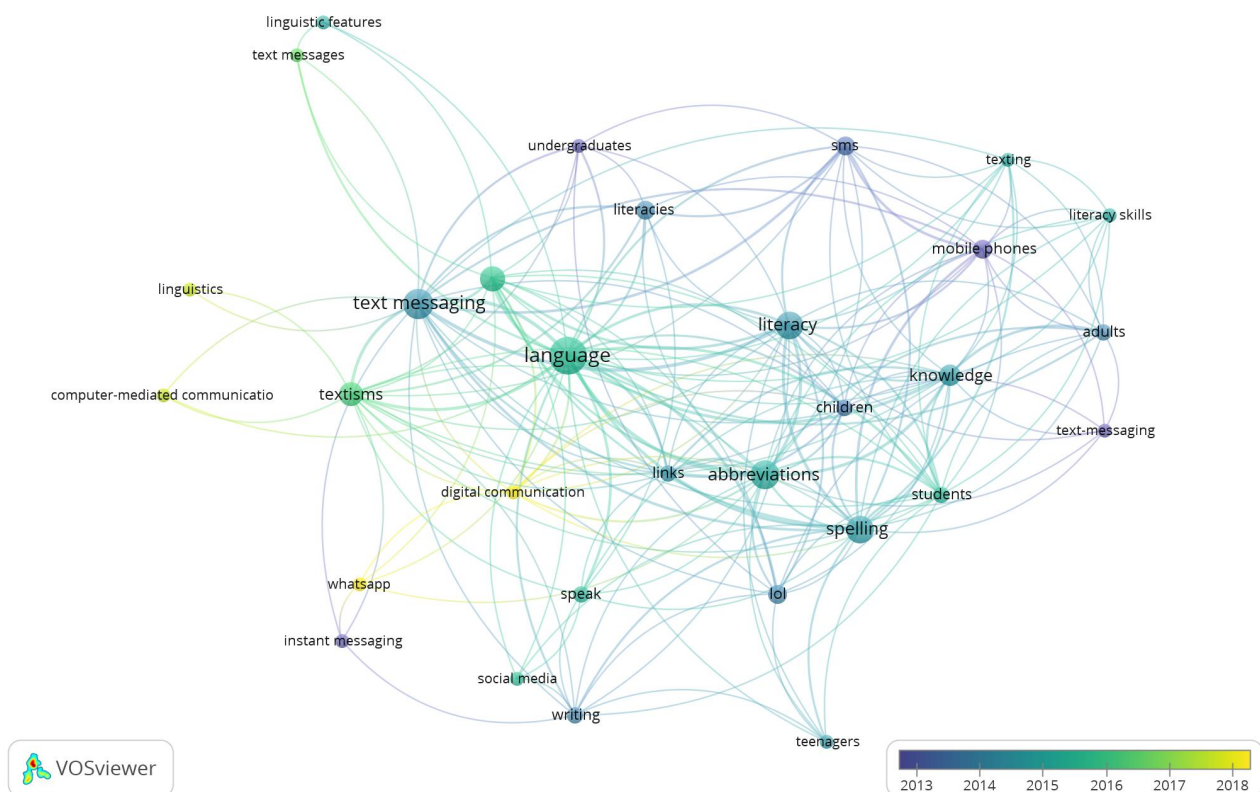 linguistic features
text messages
undergraduates
sms
texting
literacies
literacy skills
mobile phones
linguistics
text messaging
literacy
adults
language
knowledge
computer-mediated communicatio
textisms
children
text-messaging
links
abbreviations
digital communication
students
spelling
whatsapp
speak
lol
instant messaging
social media
writing
teenagers
VOSviewer
2013 2014 2015 2016 2017 2018